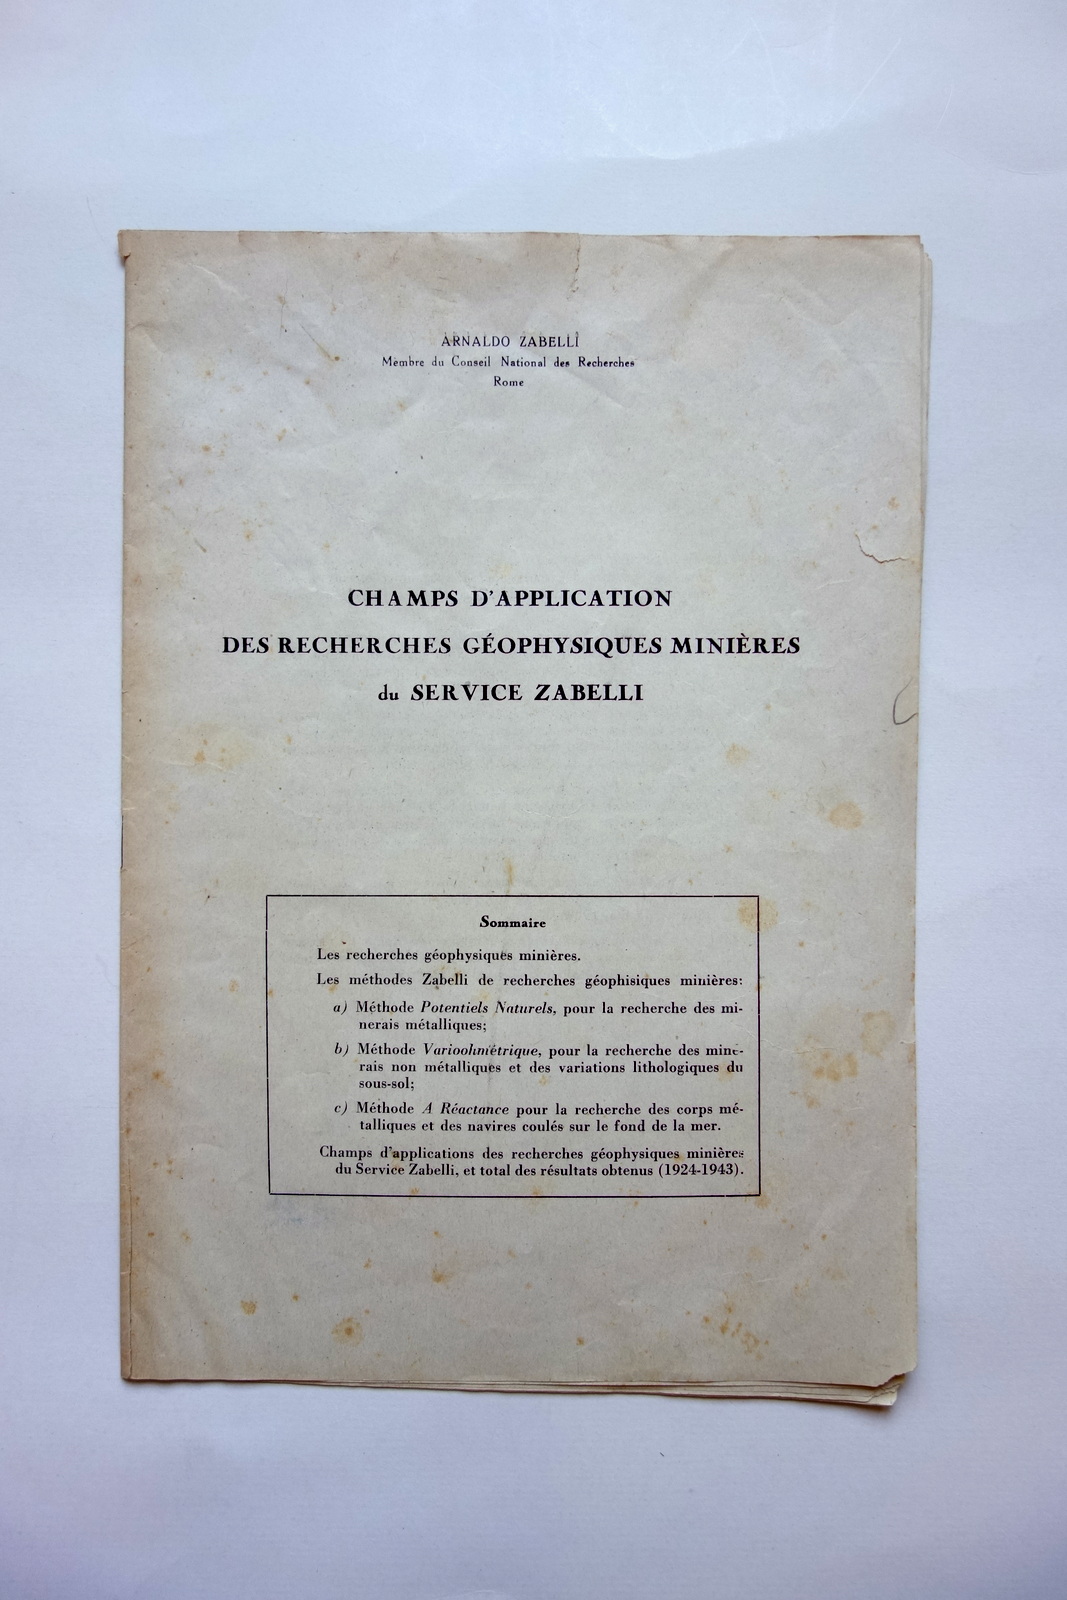 ARNALDO ZABELLI
Membre du Conseil National des Recherches
Rome
CHAMPS D'APPLICATION
DES RECHERCHES GÉOPHYSIQUES MINIÈRES
du SERVICE ZABELLI
Sommaire
Les recherches géophysiques minières.
Les méthodes Zabelli de recherches géophisiques minières:
a) Méthode Potentiels Naturels, pour la recherche des mi-
nerais métalliques;
b) Méthode Varioohmétrique, pour la recherche des mine-
rais non métalliques et des variations lithologiques du
sous-sol;
c) Méthode A Réactance pour la recherche des corps mé-
talliques et des navires coulés sur le fond de la mer.
Champs d'applications des recherches géophysiques minières
du Service Zabelli, et total des résultats obtenus (1924-1943).